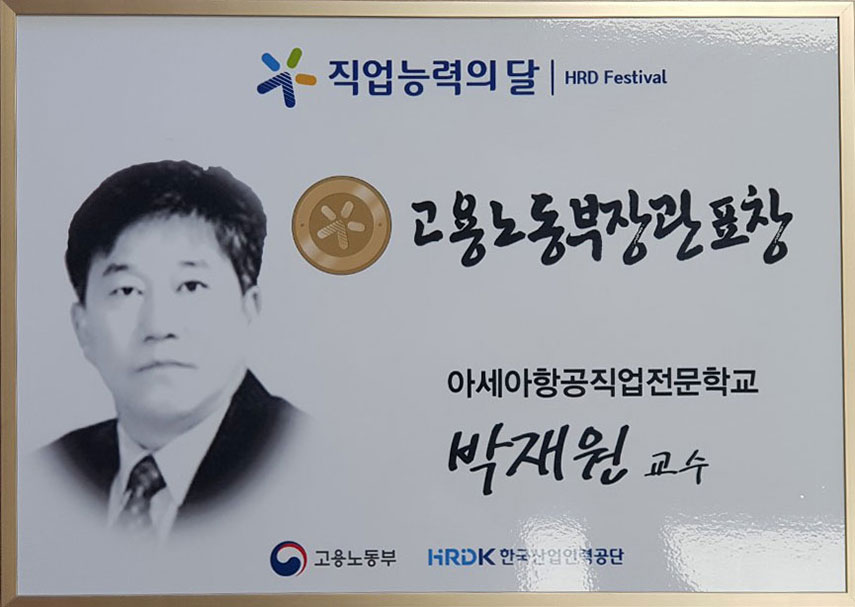 직업능력의 달 | HRD Festival
고용노동부장관 표창
아세아항공직업전문학교
박재원 교수
고용노동부 HRDK 한국산업인력공단